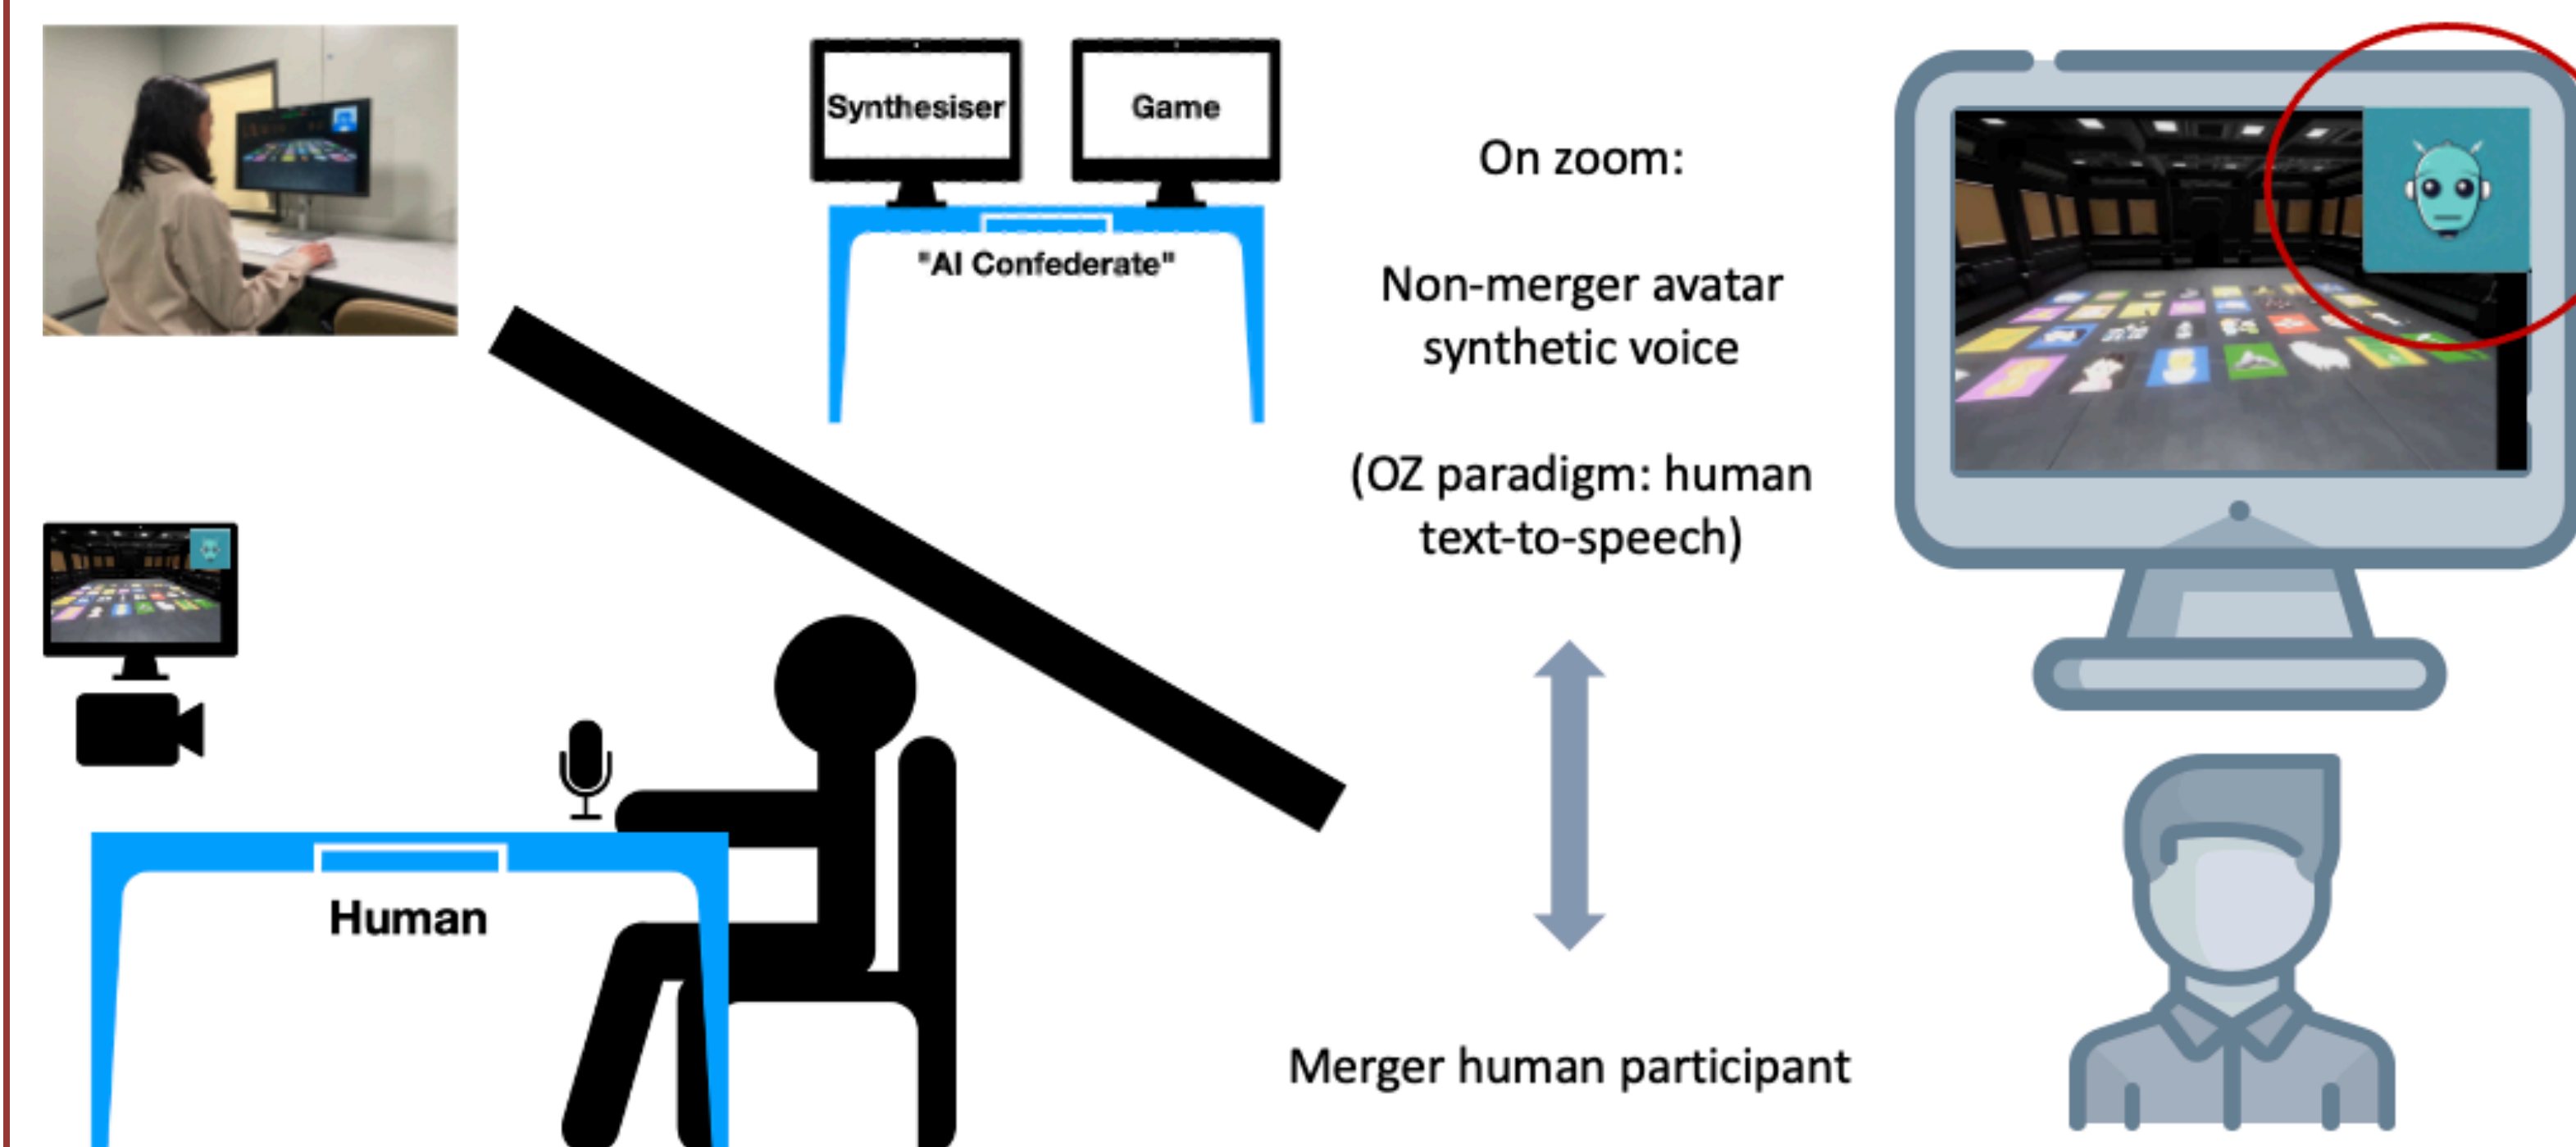 Synthesiser
Game
"AI Confederate"
On zoom:
Non-merger avatar
synthetic voice
(OZ paradigm: human
text-to-speech)
Human
Merger human participant